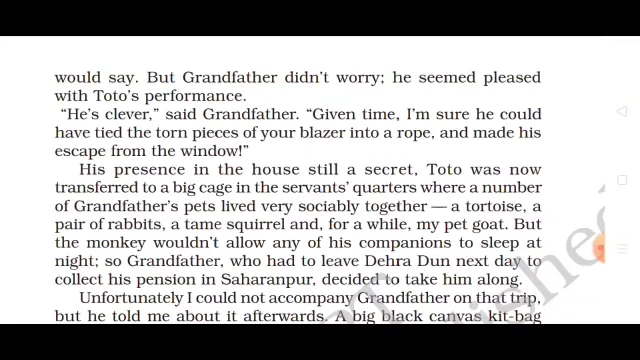 would say. But Grandfather didn't worry; he seemed pleased
with Toto's performance.
"He's clever," said Grandfather. "Given time, I'm sure he could
have tied the torn pieces of your blazer into a rope, and made his
escape from the window!"
His presence in the house still a secret, Toto was now
transferred to a big cage in the servants' quarters where a number
of Grandfather's pets lived very sociably together — a tortoise, a
pair of rabbits, a tame squirrel and, for a while, my pet goat. But
the monkey wouldn't allow any of his companions to sleep at
night; so Grandfather, who had to leave Dehra Dun next day to
collect his pension in Saharanpur, decided to take him along.
Unfortunately I could not accompany Grandfather on that trip,
but he told me about it afterwards. A big black canvas kit-bag